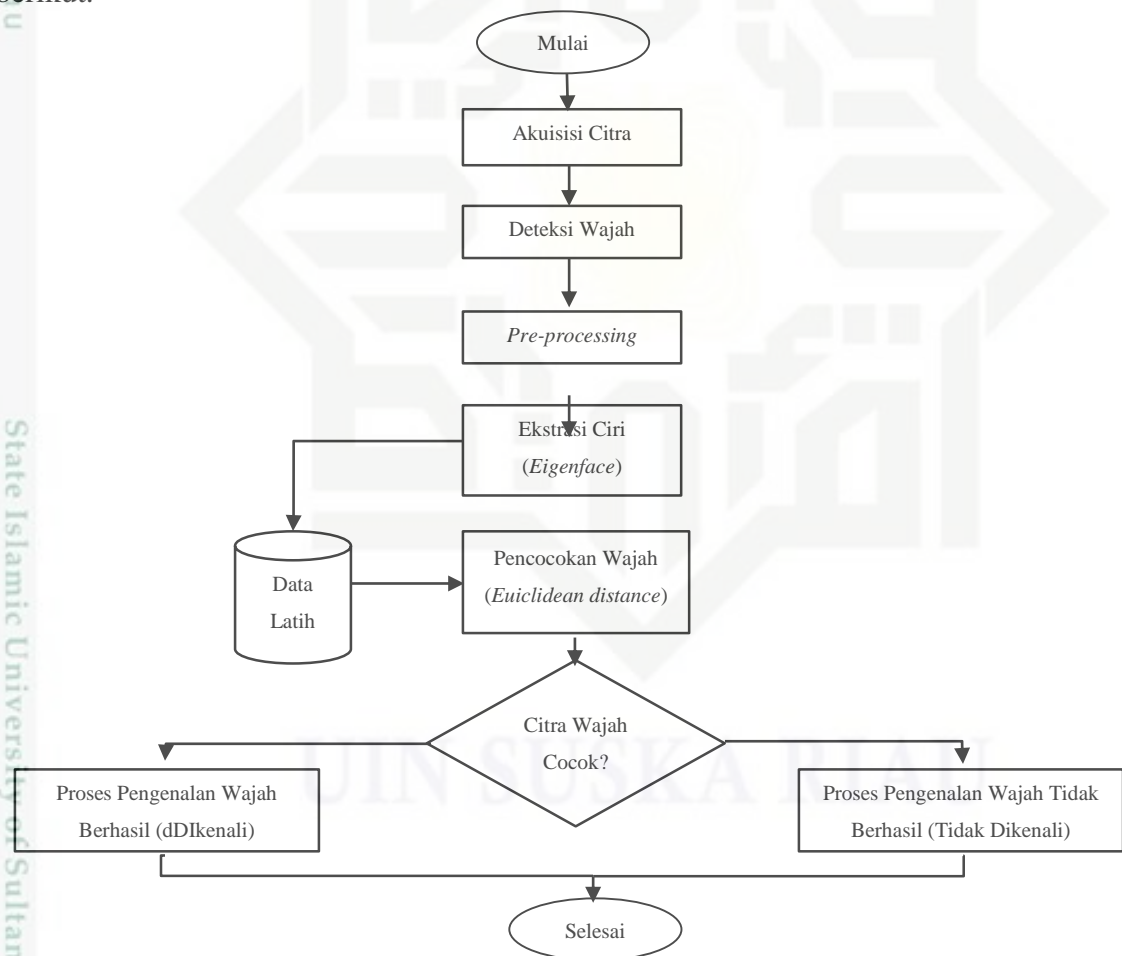 berikut:
Mulai
Akuisisi Citra
Deteksi Wajah
Pre-processing
Ekstrasi Ciri
(Eigenface)
Data
Latih
Pencocokan Wajah
(Euiclidean distance)
Citra Wajah
Cocok?
Proses Pengenalan Wajah
Berhasil (dDIkenali)
Proses Pengenalan Wajah Tidak
Berhasil (Tidak Dikenali)
Selesai
UIN SUSKA RIAU
State Islamic University of Sultan